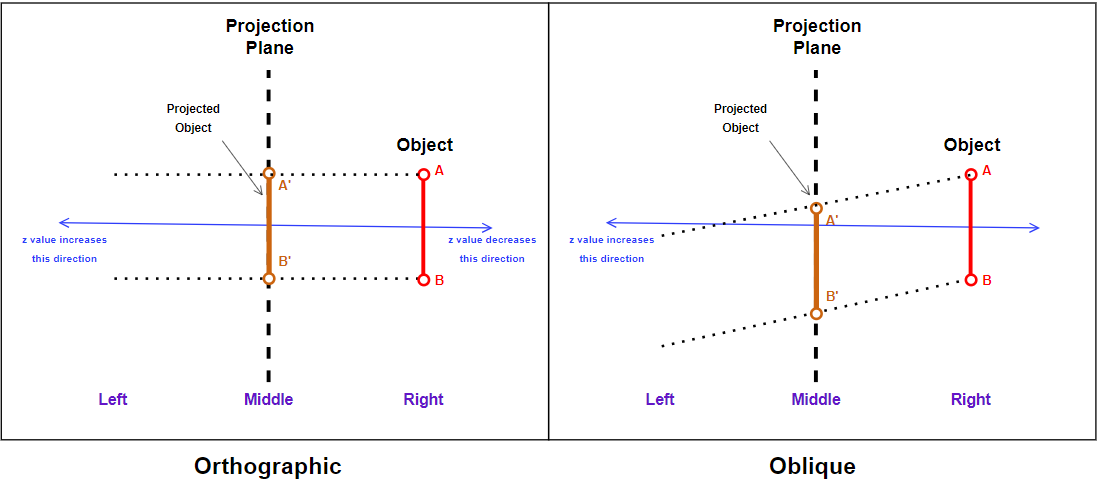 Projection
Plane
Projected
Object
Object
A
A'
z value increases
this direction
z value decreases
this direction
B'
B
Left
Middle
Right
Orthographic
Projection
Plane
Projected
Object
Object
A
A'
z value increases
this direction
B
B'
Left
Middle
Right
Oblique